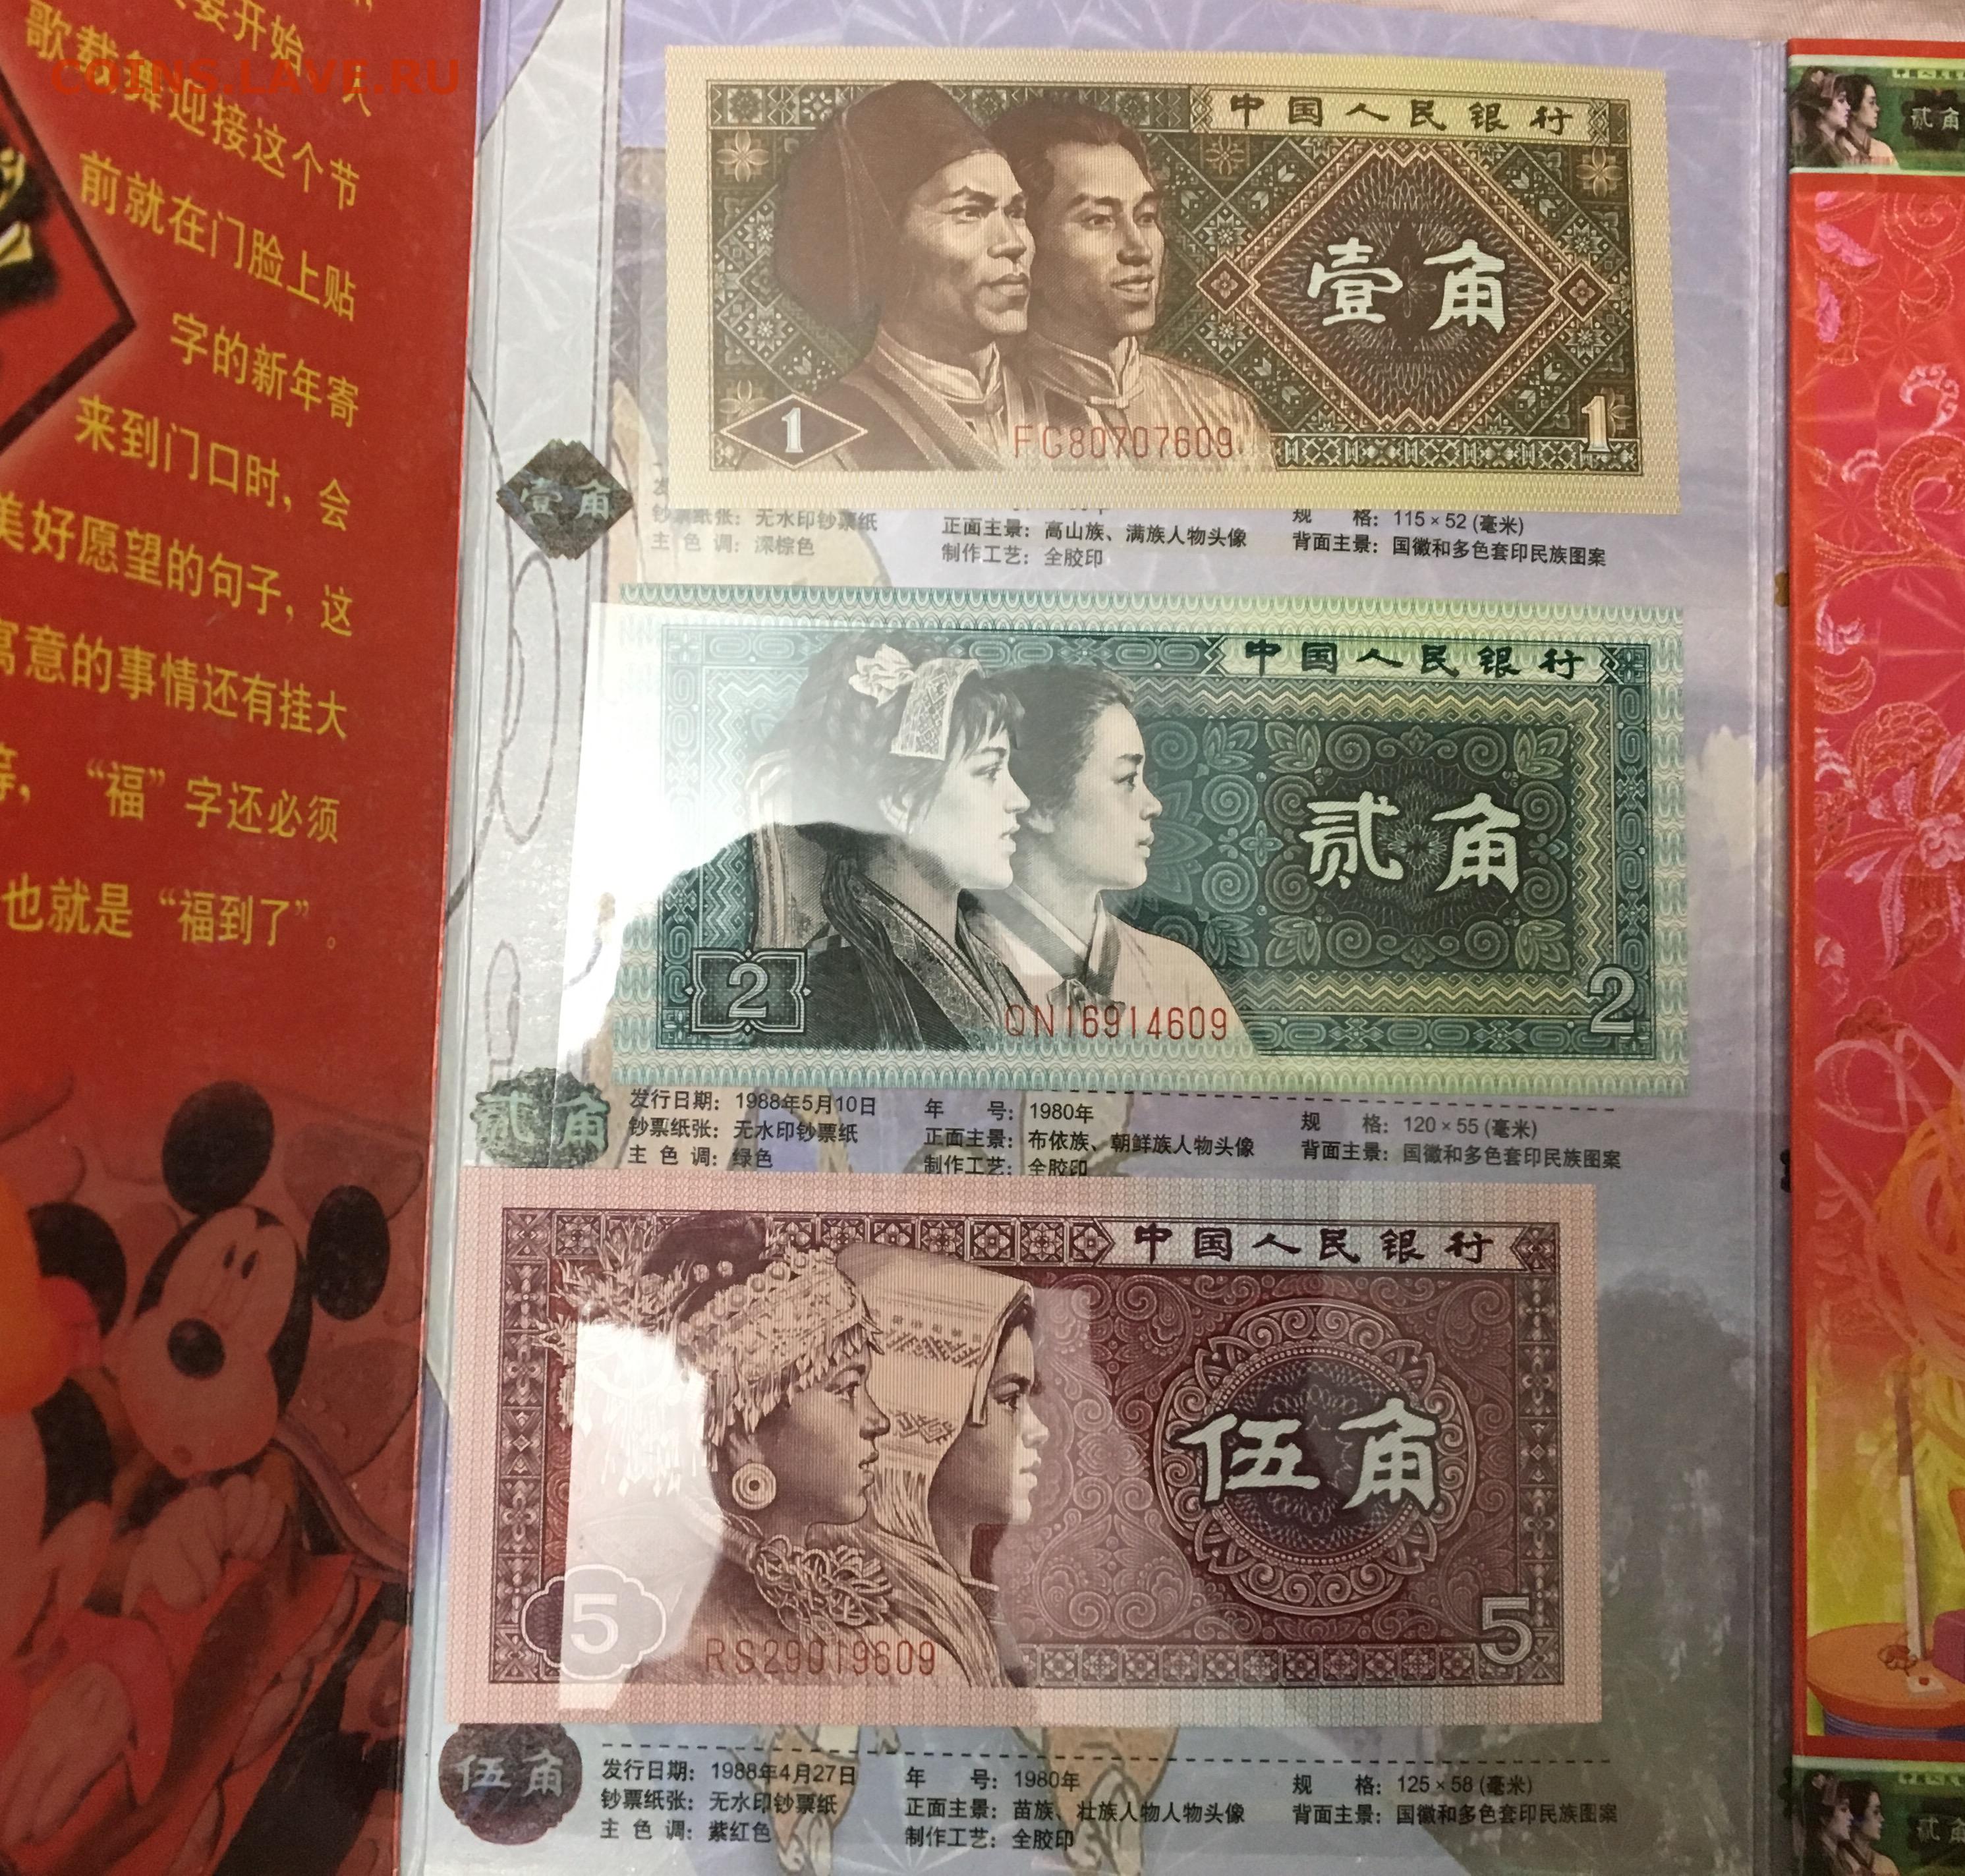 COINS.LAVE.RU
要开始
歌载舞迎接这个节
前就在门脸上贴
字的新年寄
来到门口时，会
美好愿望的句子，这
寓意的事情还有挂大
等，“福”字还必须
也就是“福到了”。
中国人民银行
壹角
1
1
FG80707609
壹角
钞票纸张：无水印钞票纸
正面主景：高山族、满族人物头像
规 格：115×52(毫米)
主色调：深棕色
制作工艺：全胶印
背面主景：国徽和多色套印民族图案
中国人民银行
贰角
2
2
QN16914609
贰角
发行日期：1988年5月10日
年 号：1980年
规 格：120×55(毫米)
钞票纸张：无水印钞票纸
正面主景：布依族、朝鲜族人物头像
背面主景：国徽和多色套印民族图案
主色调：绿色
制作工艺：全胶印
中国人民银行
伍角
5
5
RS29019609
伍角
发行日期：1988年4月27日
年 号：1980年
规 格：125×58(毫米)
钞票纸张：无水印钞票纸
正面主景：苗族、壮族人物人物头像
背面主景：国徽和多色套印民族图案
主色调：紫红色
制作工艺：全胶印
贰角
贰角